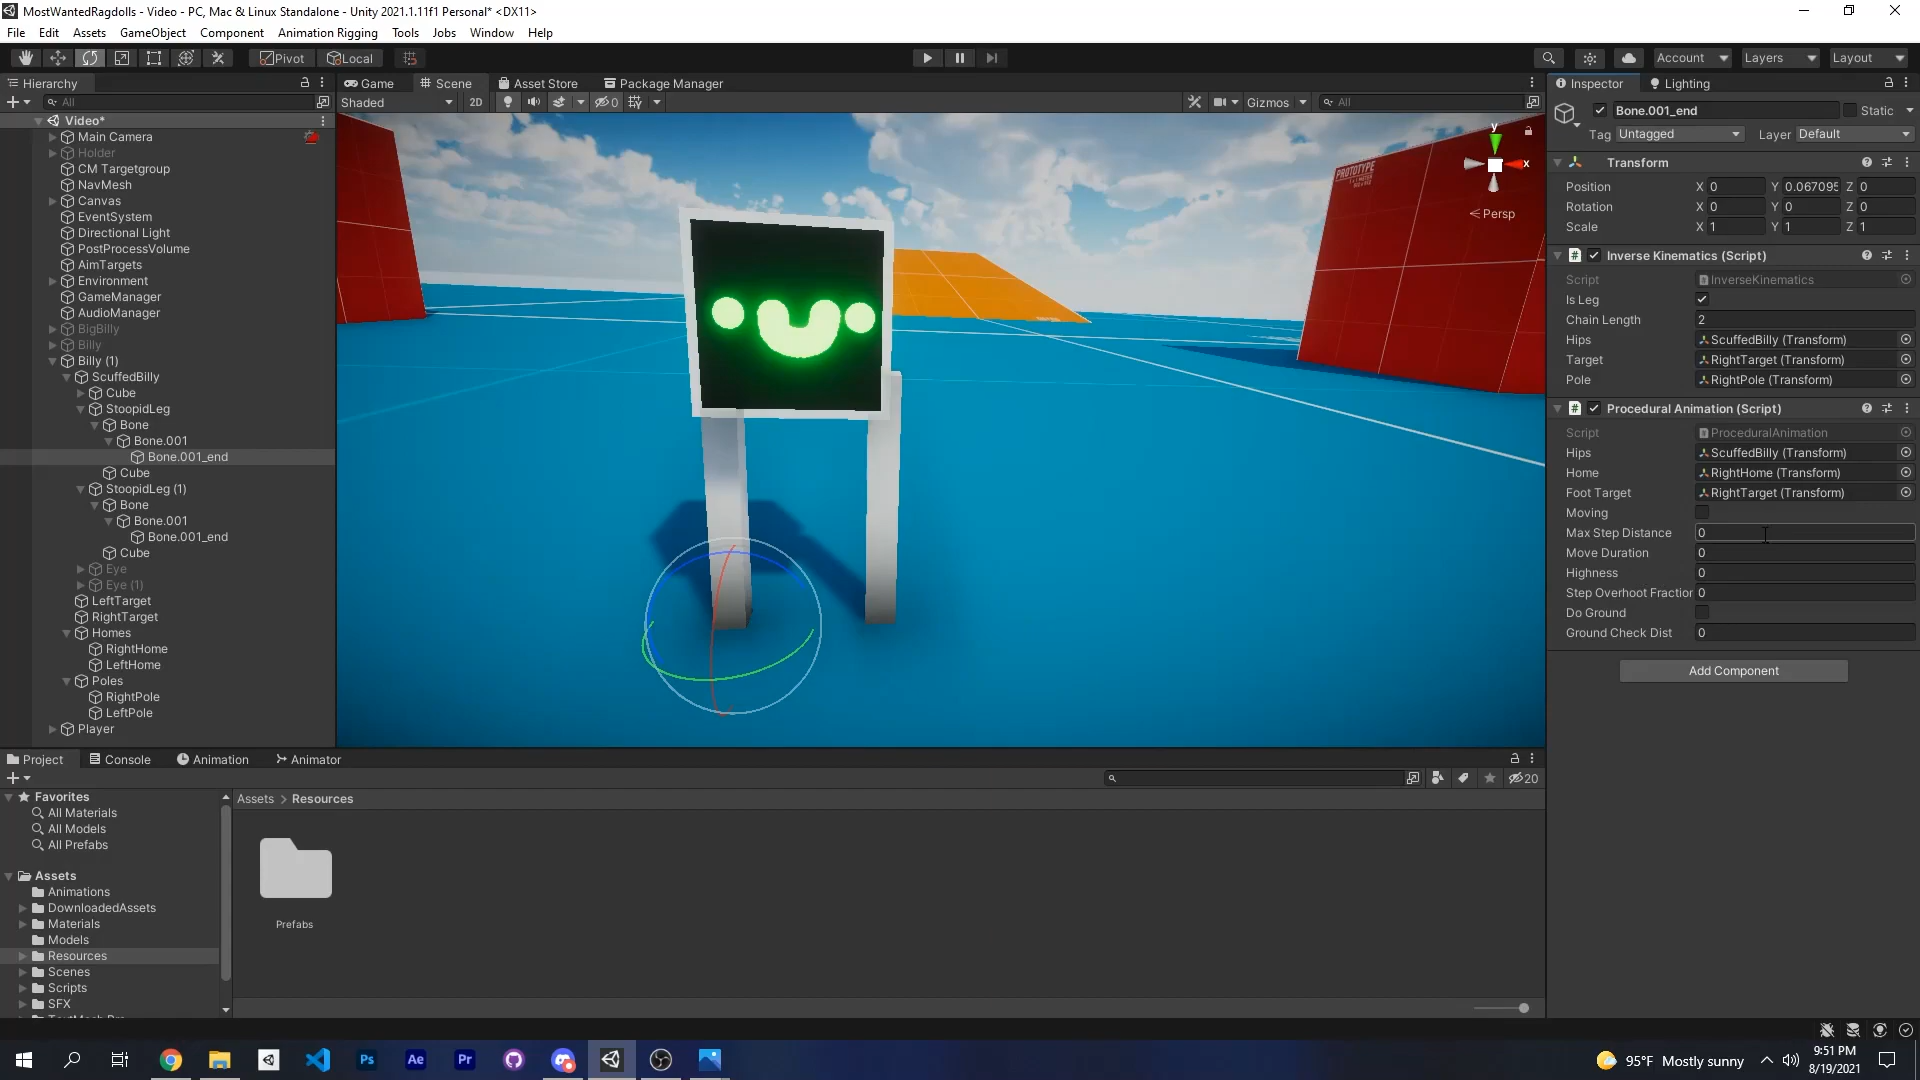 MostWantedRagdolls - Video - PC, Mac & Linux Standalone - Unity 2021.1.11f1 Personal* <DX11>
File Edit Assets GameObject Component Animation Rigging Tools Jobs Window Help
Pivot Local Account Layers Layout
Hierarchy Game Scene Asset Store Package Manager Inspector Lighting
All Shaded 2D 0 Gizmos All
Bone.001_end Static
Tag Untagged Layer Default
Video*
Main Camera
Holder
CM Targetgroup
NavMesh
Canvas
EventSystem
Directional Light
PostProcessVolume
AimTargets
Environment
GameManager
AudioManager
BigBilly
Billy
Billy (1)
ScuffedBilly
Cube
StoopidLeg
Bone
Bone.001
Bone.001_end
Cube
StoopidLeg (1)
Bone
Bone.001
Bone.001_end
Cube
Eye
Eye (1)
LeftTarget
RightTarget
Homes
RightHome
LeftHome
Poles
RightPole
LeftPole
Player
PROTOTYPE
y
x
Persp
Transform
Position X 0 Y 0.067095 Z 0
Rotation X 0 Y 0 Z 0
Scale X 1 Y 1 Z 1
Inverse Kinematics (Script)
Script InverseKinematics
Is Leg
Chain Length 2
Hips ScuffedBilly (Transform)
Target RightTarget (Transform)
Pole RightPole (Transform)
Procedural Animation (Script)
Script ProceduralAnimation
Hips ScuffedBilly (Transform)
Home RightHome (Transform)
Foot Target RightTarget (Transform)
Moving
Max Step Distance 0
Move Duration 0
Highness 0
Step Overhoot Fraction 0
Do Ground
Ground Check Dist 0
Add Component
Project Console Animation Animator
20
Favorites
All Materials
All Models
All Prefabs
Assets
Animations
DownloadedAssets
Materials
Models
Resources
Scenes
Scripts
SFX
Assets > Resources
Prefabs
Ps Ae Pr
95°F Mostly sunny
9:51 PM
8/19/2021